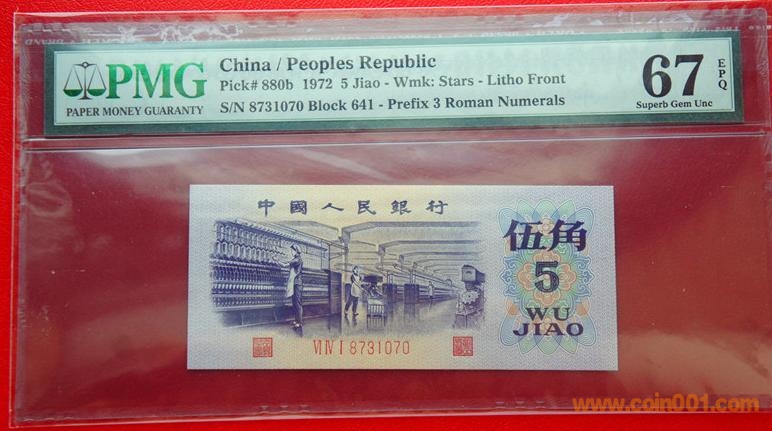 PMG
PAPER MONEY GUARANTY
China / Peoples Republic
Pick# 880b 1972 5 Jiao - Wmk: Stars - Litho Front
S/N 8731070 Block 641 - Prefix 3 Roman Numerals
67
EPQ
Superb Gem Unc
中國人民銀行
伍角
5
WU
JIAO
VI IV I 8731070
www.coin001.com